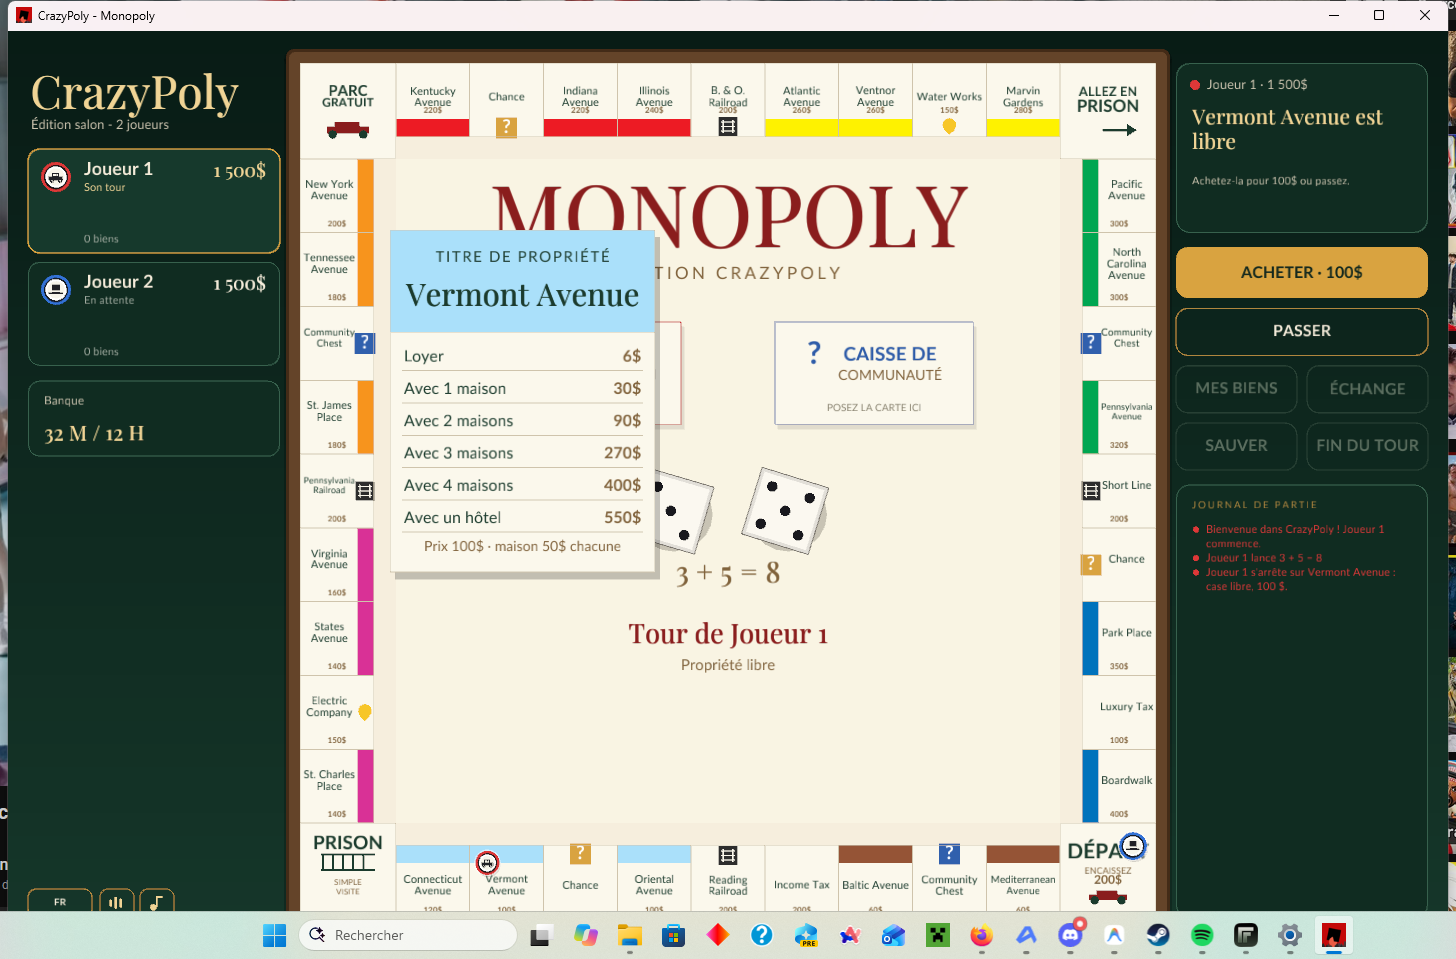 CrazyPoly - Monopoly
CrazyPoly
Édition salon - 2 joueurs
Joueur 1
1 500$
Son tour
0 biens
Joueur 2
1 500$
En attente
0 biens
Banque
32 M / 12 H
FR
PARC
GRATUIT
Kentucky
Avenue
220$
Chance
?
Indiana
Avenue
220$
Illinois
Avenue
240$
B. & O.
Railroad
200$
Atlantic
Avenue
260$
Ventnor
Avenue
260$
Water Works
150$
Marvin
Gardens
280$
ALLEZ EN
PRISON
New York
Avenue
200$
Tennessee
Avenue
180$
Community
Chest
?
St. James
Place
180$
Pennsylvania
Railroad
200$
Virginia
Avenue
160$
States
Avenue
140$
Electric
Company
150$
St. Charles
Place
140$
MONOPOLY
TION CRAZYPOLY
TITRE DE PROPRIÉTÉ
Vermont Avenue
Loyer 6$
Avec 1 maison 30$
Avec 2 maisons 90$
Avec 3 maisons 270$
Avec 4 maisons 400$
Avec un hôtel 550$
Prix 100$ · maison 50$ chacune
? CAISSE DE
COMMUNAUTÉ
POSEZ LA CARTE ICI
3 + 5 = 8
Tour de Joueur 1
Propriété libre
Pacific
Avenue
300$
North
Carolina
Avenue
300$
Community
Chest
?
Pennsylvania
Avenue
320$
Short Line
200$
Chance
?
Park Place
350$
Luxury Tax
100$
Boardwalk
400$
PRISON
SIMPLE
VISITE
Connecticut
Avenue
120$
Vermont
Avenue
100$
?
Chance
Oriental
Avenue
100$
Reading
Railroad
200$
Income Tax
200$
Baltic Avenue
60$
?
Community
Chest
Mediterranean
Avenue
60$
DÉPA
ENCAISSEZ
200$
Joueur 1 · 1 500$
Vermont Avenue est
libre
Achetez-la pour 100$ ou passez.
ACHETER · 100$
PASSER
MES BIENS
ÉCHANGE
SAUVER
FIN DU TOUR
JOURNAL DE PARTIE
Bienvenue dans CrazyPoly ! Joueur 1
commence.
Joueur 1 lance 3 + 5 = 8
Joueur 1 s'arrête sur Vermont Avenue :
case libre, 100 $.
Rechercher
PRE